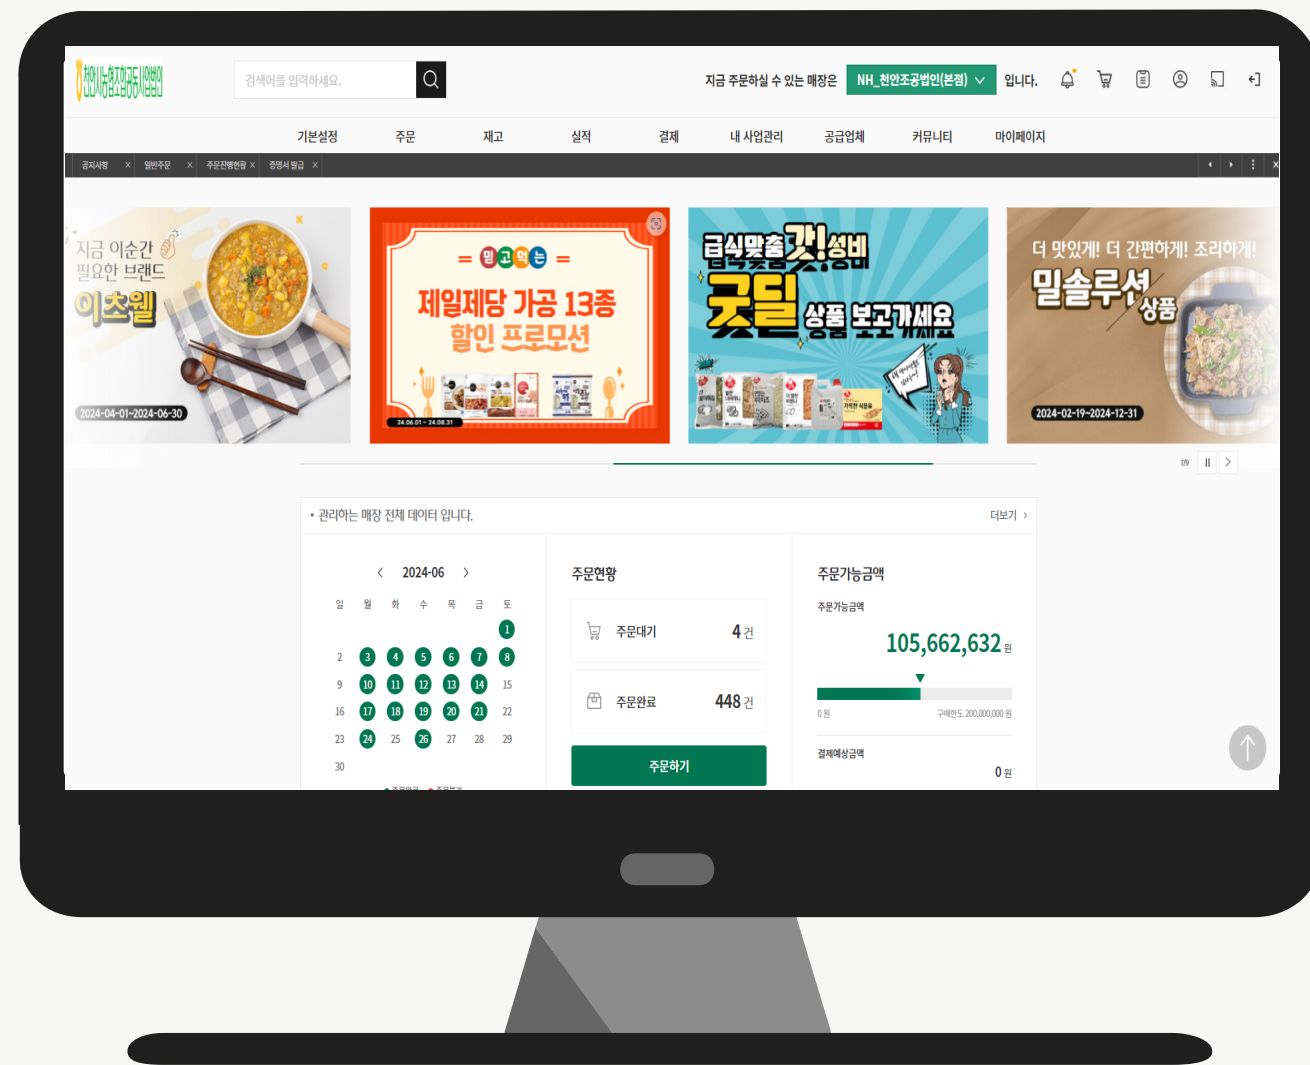 천안시농협조합공동사업법인
검색어를 입력하세요.
지금 주문하실 수 있는 매장은 NH_천안조공법인(본점) 입니다.
기본설정 주문 재고 실적 결제 내 사업관리 공급업체 커뮤니티 마이페이지
공지사항 X 일반주문 X 주문진행현황 X 증명서 발급 X
지금 이순간
필요한 브랜드
이츠웰
2024-04-01~2024-06-30
= 믿고먹는 =
제일제당 가공 13종
할인 프로모션
24.06.01 ~ 24.08.31
급식맞춤 갓!성비
굿딜 상품 보고가세요
더 맛있게! 더 간편하게! 조리하게!
밀솔루션
상품
2024-02-19~2024-12-31
7/9
• 관리하는 매장 전체 데이터 입니다.
더보기 >
< 2024-06 >
일 월 화 수 목 금 토
1
2 3 4 5 6 7 8
9 10 11 12 13 14 15
16 17 18 19 20 21 22
23 24 25 26 27 28 29
30
주문현황
주문대기 4 건
주문완료 448 건
주문하기
주문가능금액
주문가능금액
105,662,632 원
0 원 구매한도 200,000,000 원
결제예상금액
0 원